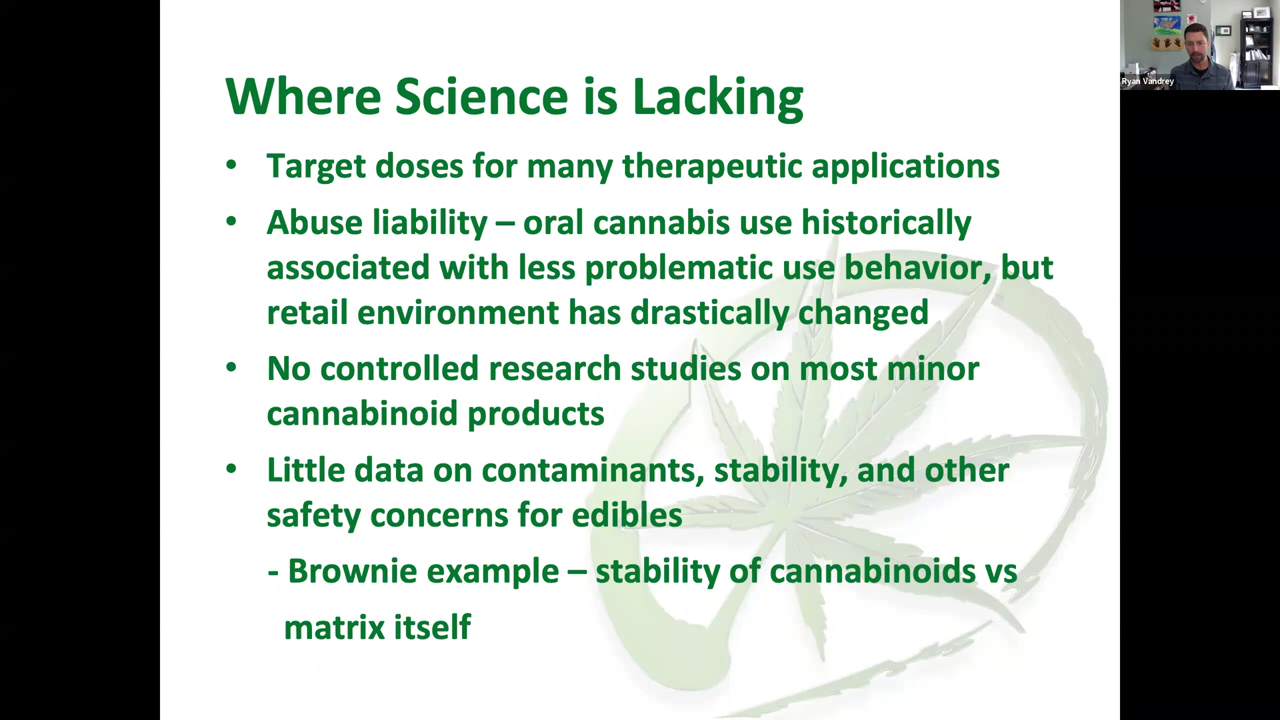 Ryan Vandrey
Where Science is Lacking
• Target doses for many therapeutic applications
• Abuse liability – oral cannabis use historically
associated with less problematic use behavior, but
retail environment has drastically changed
• No controlled research studies on most minor
cannabinoid products
• Little data on contaminants, stability, and other
safety concerns for edibles
- Brownie example – stability of cannabinoids vs
matrix itself